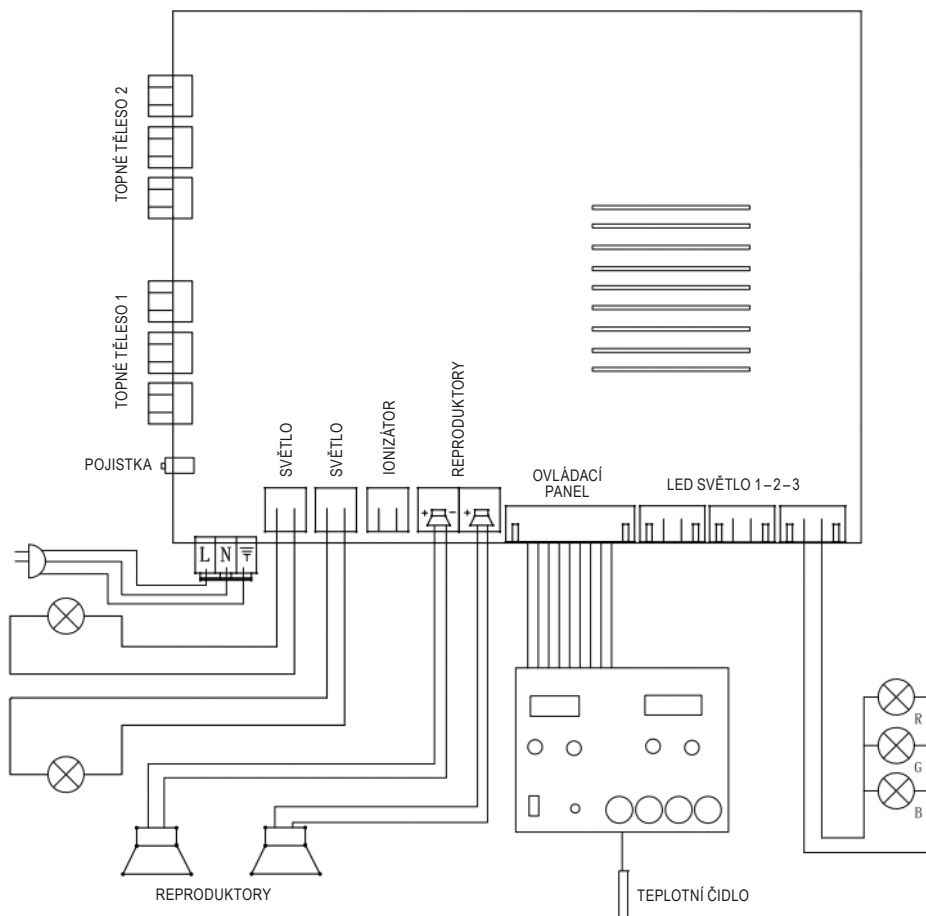 TOPNÉ TĚLESO 2
TOPNÉ TĚLESO 1
POJISTKA
SVĚTLO
SVĚTLO
IONIZÁTOR
REPRODUKTORY
OVLÁDACÍ
PANEL
LED SVĚTLO 1–2–3
+ -
+
L N
R
G
B
REPRODUKTORY
TEPLOTNÍ ČIDLO